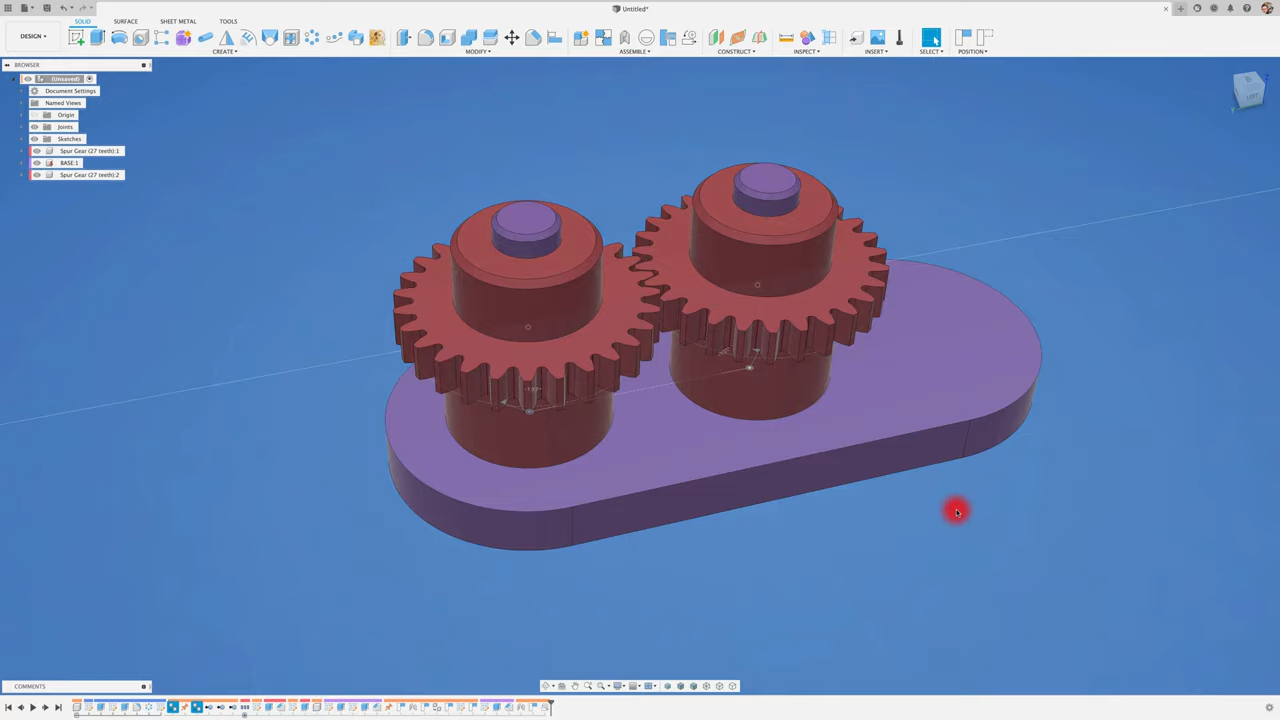 Untitled*
SOLID SURFACE SHEET METAL TOOLS
DESIGN ▾
CREATE ▾ MODIFY ▾ ASSEMBLE ▾ CONSTRUCT ▾ INSPECT ▾ INSERT ▾ SELECT ▾ POSITION ▾
BROWSER
(Unsaved)
Document Settings
Named Views
Origin
Joints
Sketches
Spur Gear (27 teeth):1
BASE:1
Spur Gear (27 teeth):2
LEFT
COMMENTS